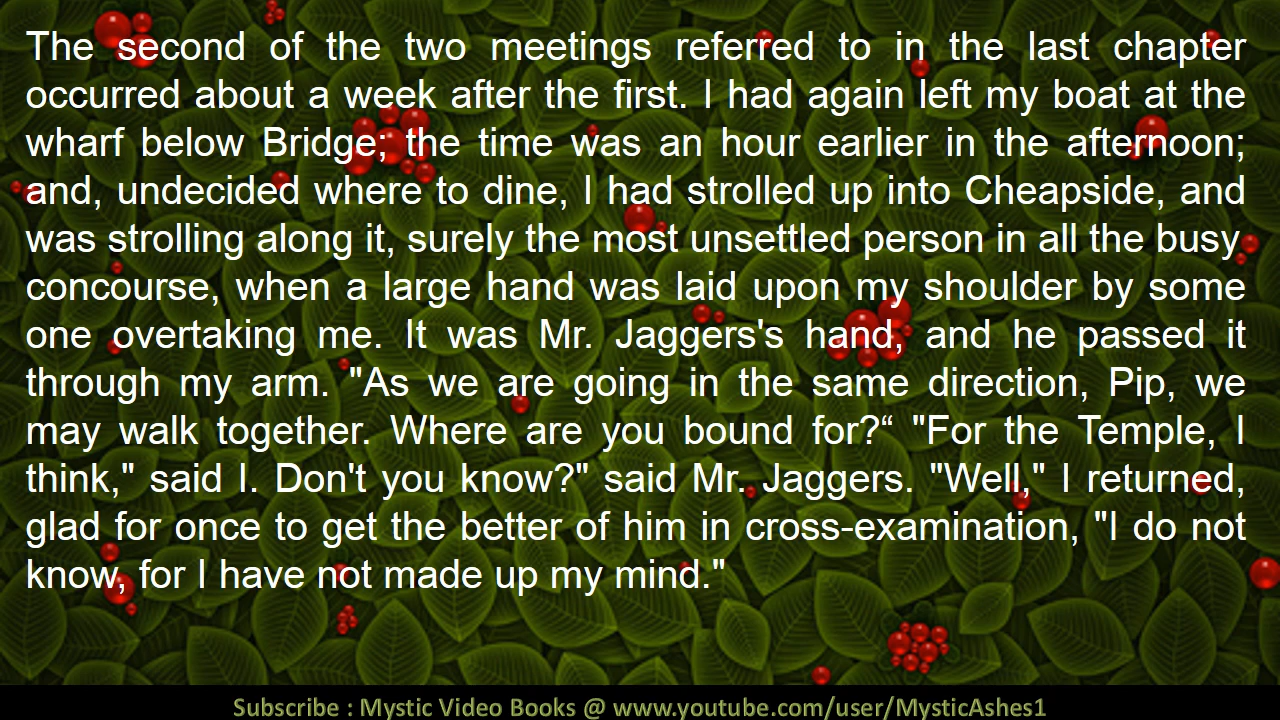 The second of the two meetings referred to in the last chapter
occurred about a week after the first. I had again left my boat at the
wharf below Bridge; the time was an hour earlier in the afternoon;
and, undecided where to dine, I had strolled up into Cheapside, and
was strolling along it, surely the most unsettled person in all the busy
concourse, when a large hand was laid upon my shoulder by some
one overtaking me. It was Mr. Jaggers's hand, and he passed it
through my arm. "As we are going in the same direction, Pip, we
may walk together. Where are you bound for?“ "For the Temple, I
think," said I. Don't you know?" said Mr. Jaggers. "Well," I returned,
glad for once to get the better of him in cross-examination, "I do not
know, for I have not made up my mind."
Subscribe : Mystic Video Books @ www.youtube.com/user/MysticAshes1